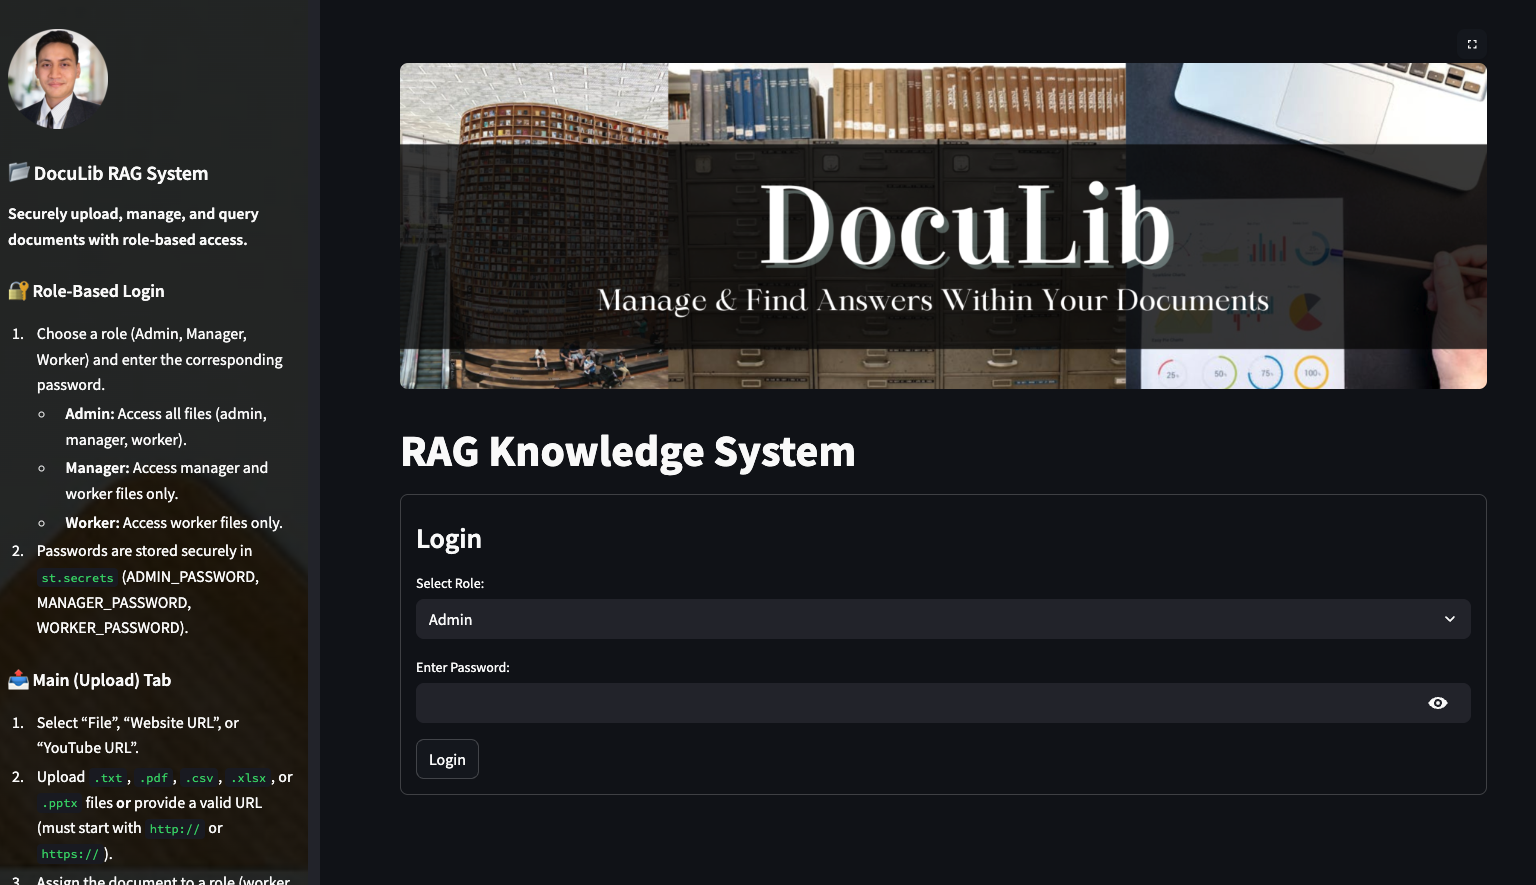 DocuLib RAG System
Securely upload, manage, and query
documents with role-based access.
Role-Based Login
1. Choose a role (Admin, Manager,
Worker) and enter the corresponding
password.
Admin: Access all files (admin,
manager, worker).
Manager: Access manager and
worker files only.
Worker: Access worker files only.
2. Passwords are stored securely in
st.secrets (ADMIN_PASSWORD,
MANAGER_PASSWORD,
WORKER_PASSWORD).
Main (Upload) Tab
1. Select “File”, “Website URL”, or
“YouTube URL”.
2. Upload .txt, .pdf, .csv, .xlsx, or
.pptx files or provide a valid URL
(must start with http:// or
https://).
3. Assign the document to a role (worker,
DocuLib
Manage & Find Answers Within Your Documents
25%
50%
75%
100%
RAG Knowledge System
Login
Select Role:
Admin
Enter Password:
Login